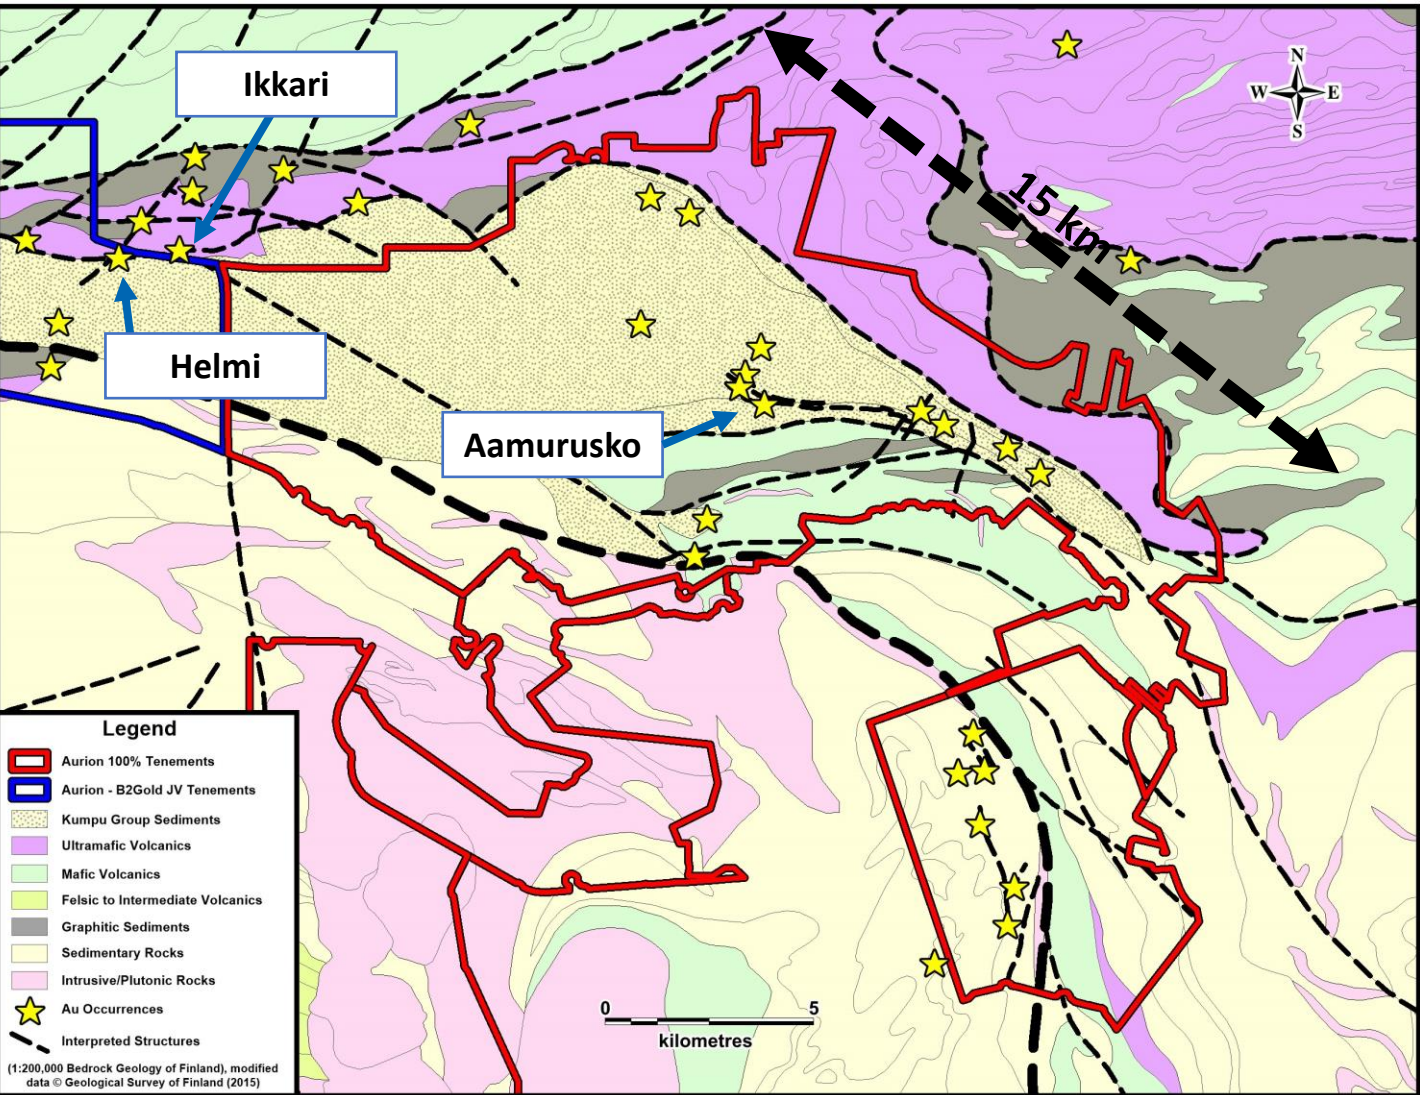 Ikkari
N
W E
S
15 km
Helmi
Aamurusko
Legend
Aurion 100% Tenements
Aurion - B2Gold JV Tenements
Kumpu Group Sediments
Ultramafic Volcanics
Mafic Volcanics
Felsic to Intermediate Volcanics
Graphitic Sediments
Sedimentary Rocks
Intrusive/Plutonic Rocks
Au Occurrences
Interpreted Structures
(1:200,000 Bedrock Geology of Finland), modified
data © Geological Survey of Finland (2015)
0 5
kilometres